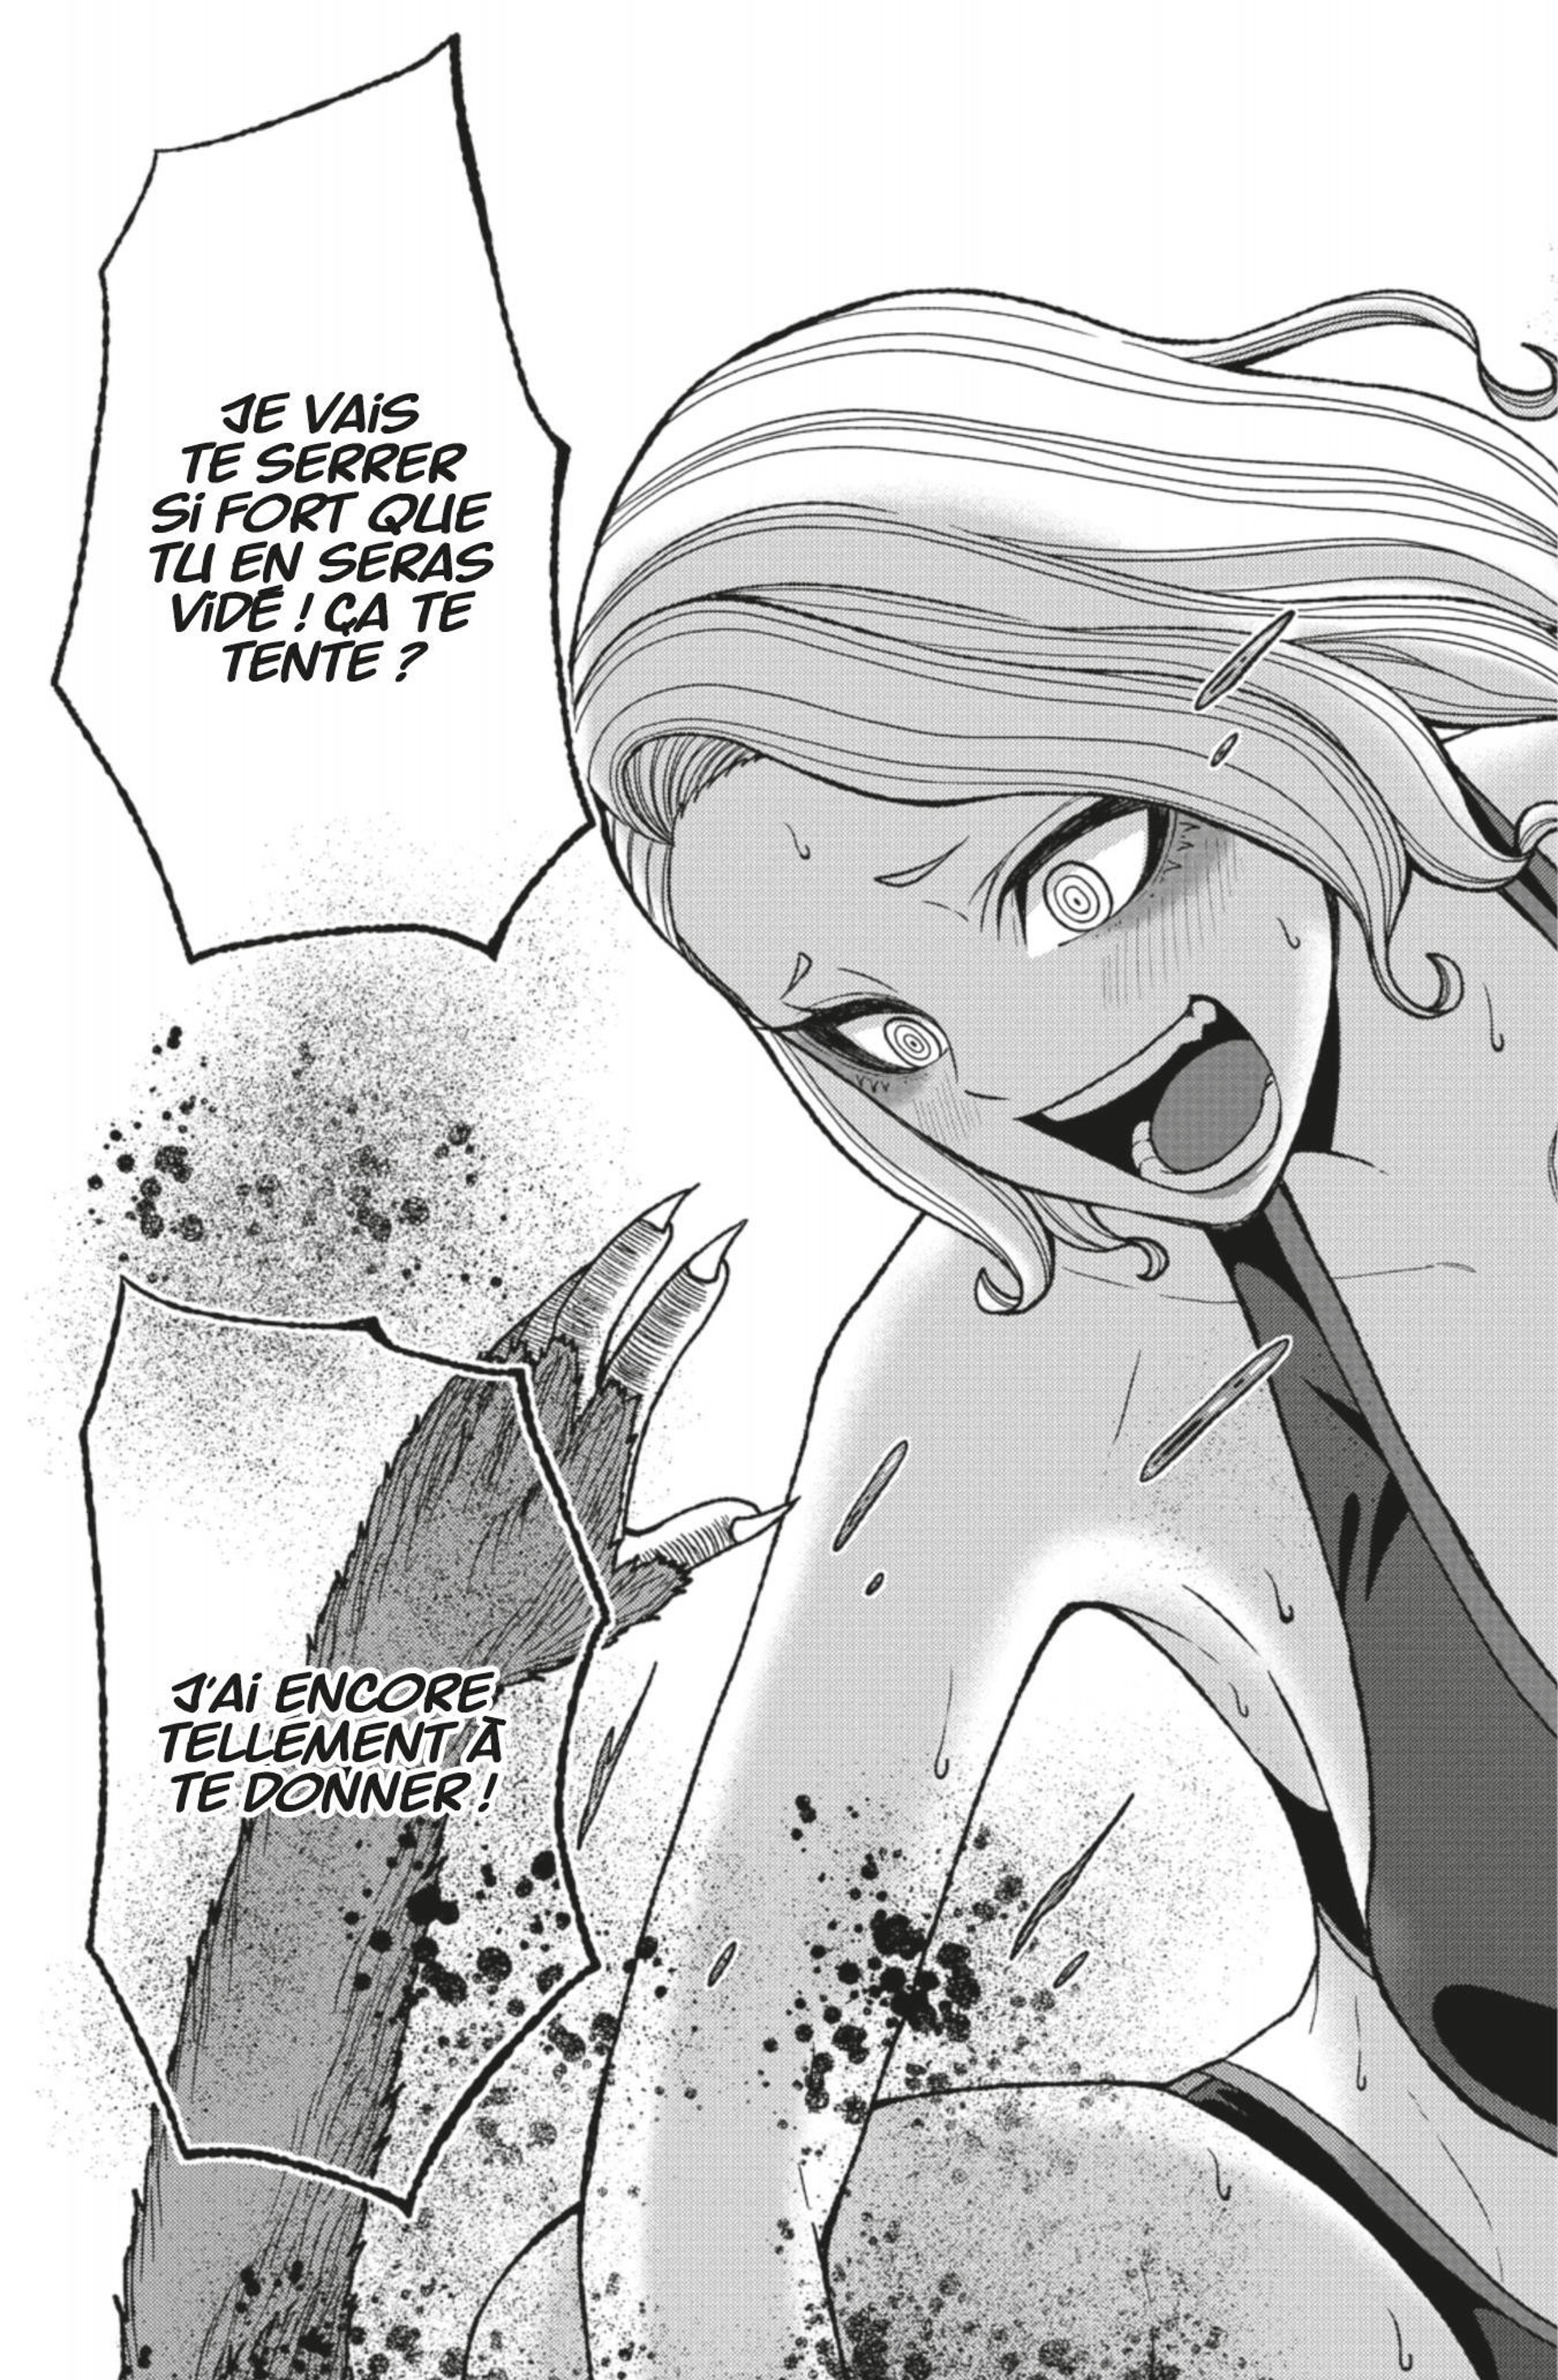 JE VAIS
TE SERRER
SI FORT QUE
TU EN SERAS
VIDÉ ! ÇA TE
TENTE ?
J'AI ENCORE
TELLEMENT À
TE DONNER !